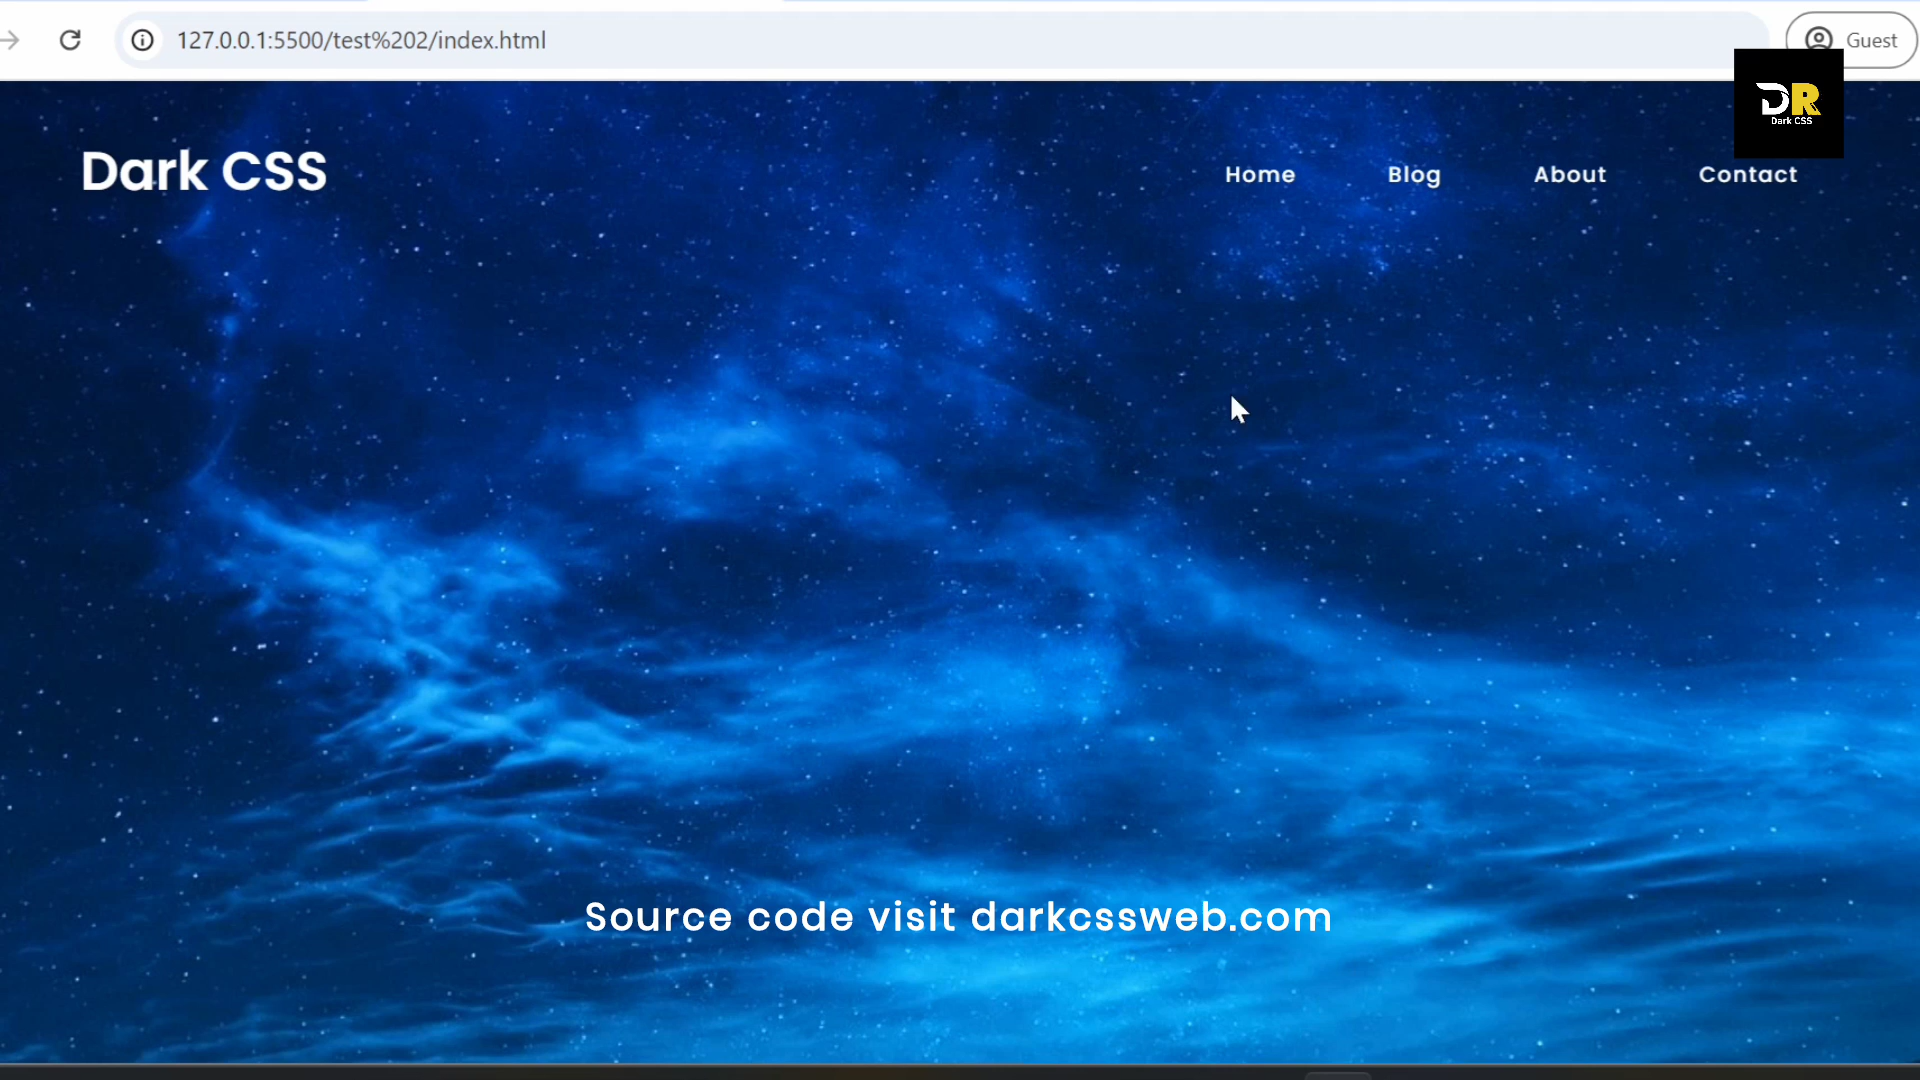 127.0.0.1:5500/test%202/index.html
Guest
DR
Dark CSS
Dark CSS
Home Blog About Contact
Source code visit darkcssweb.com